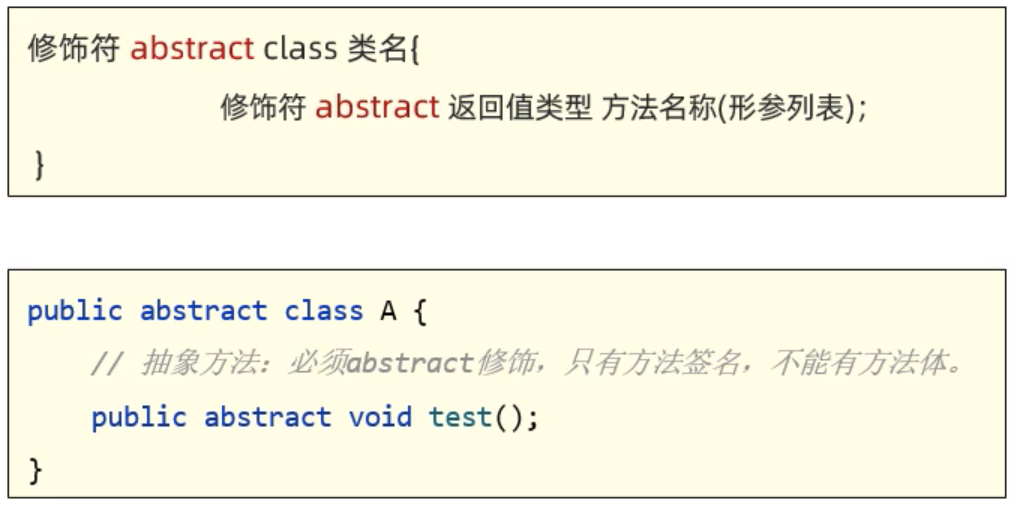 修饰符 abstract class 类名{
修饰符 abstract 返回值类型 方法名称(形参列表);
}
public abstract class A {
// 抽象方法：必须abstract修饰，只有方法签名，不能有方法体。
public abstract void test();
}